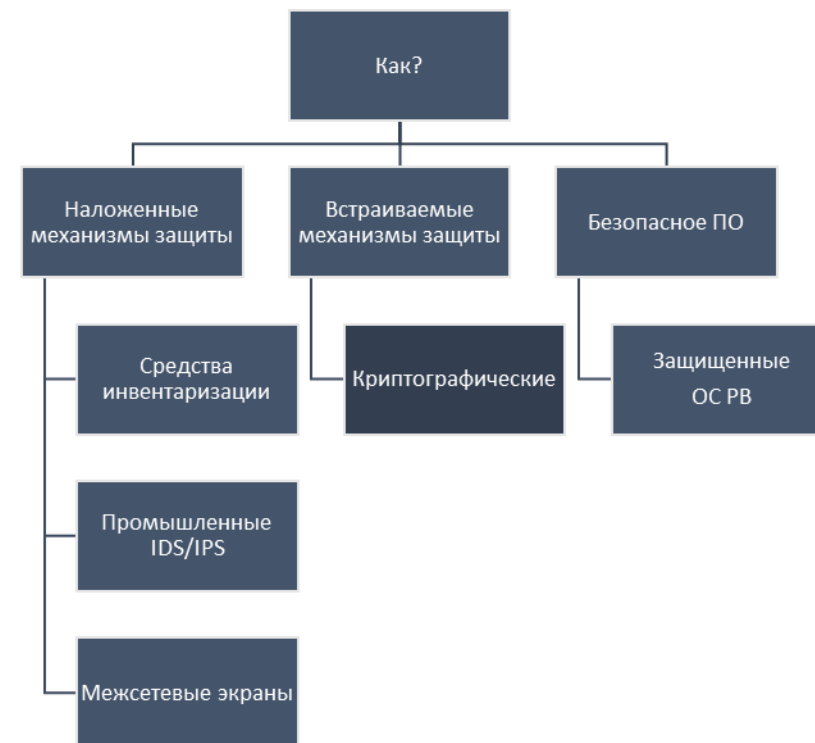 Как?
Наложенные
механизмы защиты
Встраиваемые
механизмы защиты
Безопасное ПО
Средства
инвентаризации
Криптографические
Защищенные
ОС РВ
Промышленные
IDS/IPS
Межсетевые экраны